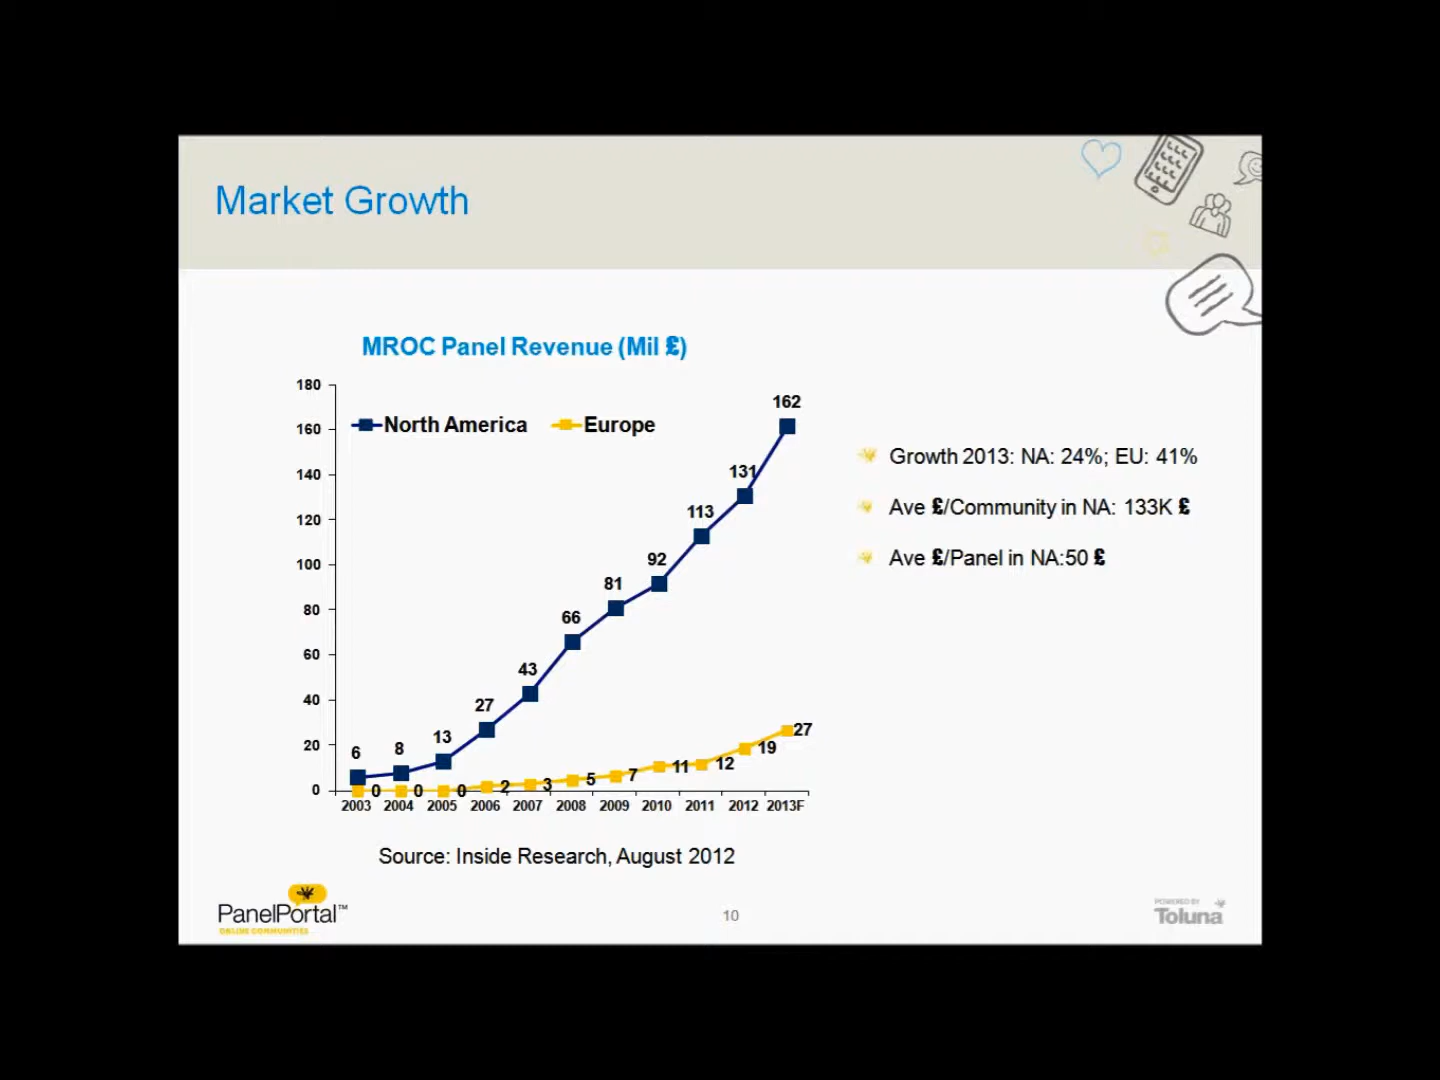 Market Growth
MROC Panel Revenue (Mil £)
180
160
140
120
100
80
60
40
20
0
North America
Europe
6
8
13
27
43
66
81
92
113
131
162
0
0
0
2
3
5
7
11
12
19
27
2003 2004 2005 2006 2007 2008 2009 2010 2011 2012 2013F
Growth 2013: NA: 24%; EU: 41%
Ave £/Community in NA: 133K £
Ave £/Panel in NA:50 £
Source: Inside Research, August 2012
PanelPortal™
ONLINE COMMUNITIES
10
POWERED BY
Toluna